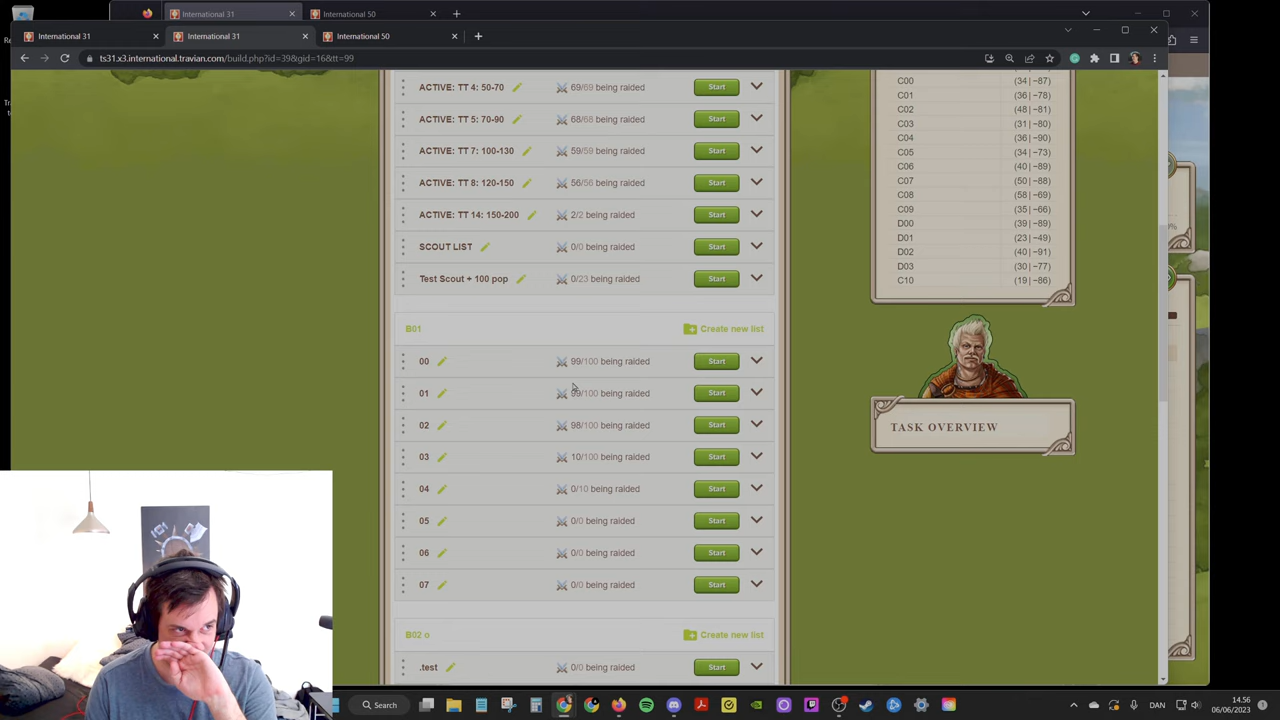 International 31
International 50
International 31
International 31
International 50
ts31.x3.international.travian.com/build.php?id=39&gid=16&tt=99
ACTIVE: TT 4: 50-70 69/69 being raided Start
ACTIVE: TT 5: 70-90 68/68 being raided Start
ACTIVE: TT 7: 100-130 59/59 being raided Start
ACTIVE: TT 8: 120-150 56/56 being raided Start
ACTIVE: TT 14: 150-200 2/2 being raided Start
SCOUT LIST 0/0 being raided Start
Test Scout + 100 pop 0/23 being raided Start
B01 Create new list
00 99/100 being raided Start
01 99/100 being raided Start
02 98/100 being raided Start
03 10/100 being raided Start
04 0/10 being raided Start
05 0/0 being raided Start
06 0/0 being raided Start
07 0/0 being raided Start
B02 o Create new list
.test 0/0 being raided Start
C00 (34|−87)
C01 (36|−78)
C02 (48|−81)
C03 (31|−80)
C04 (36|−90)
C05 (34|−73)
C06 (40|−89)
C07 (50|−88)
C08 (58|−69)
C09 (35|−66)
D00 (39|−89)
D01 (23|−49)
D02 (40|−91)
D03 (30|−77)
C10 (19|−86)
TASK OVERVIEW
Search
DAN
14.56
06/06/2023